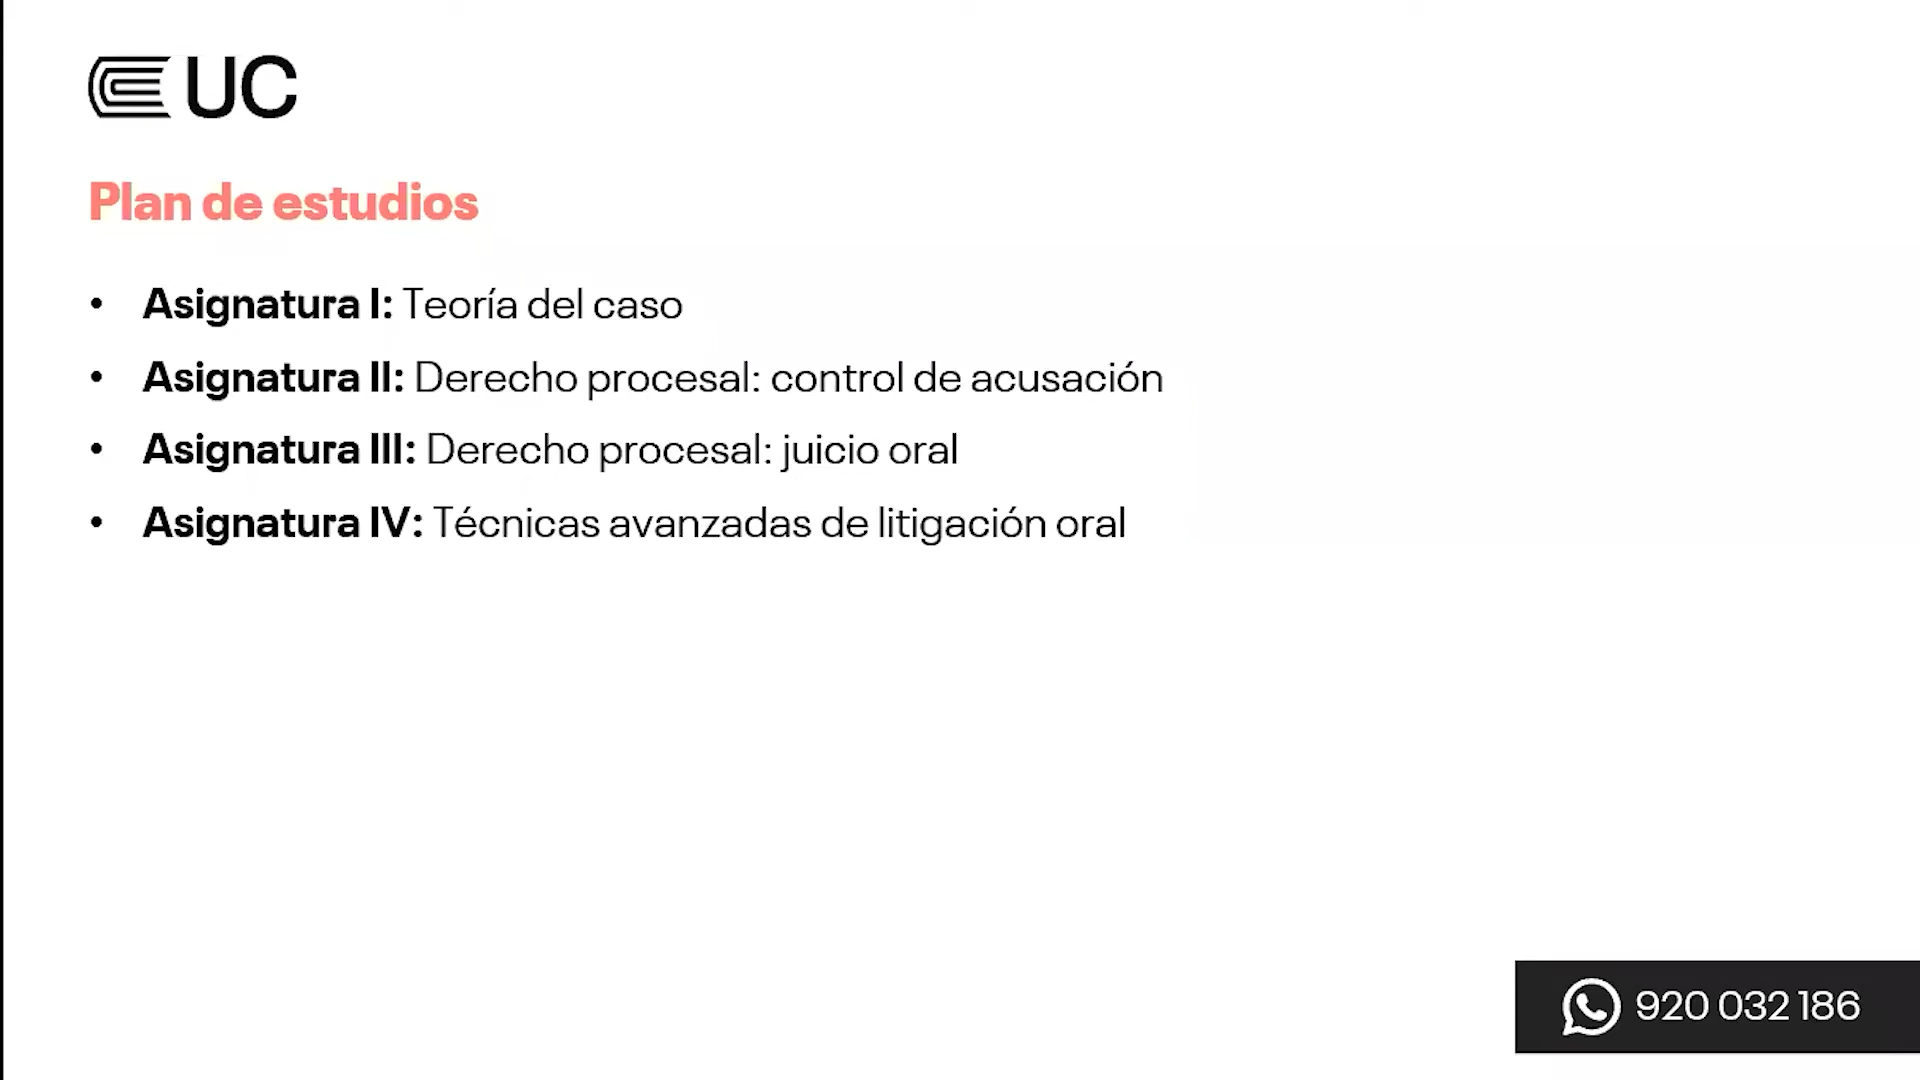 UC
Plan de estudios
• Asignatura I: Teoría del caso
• Asignatura II: Derecho procesal: control de acusación
• Asignatura III: Derecho procesal: juicio oral
• Asignatura IV: Técnicas avanzadas de litigación oral
920 032 186